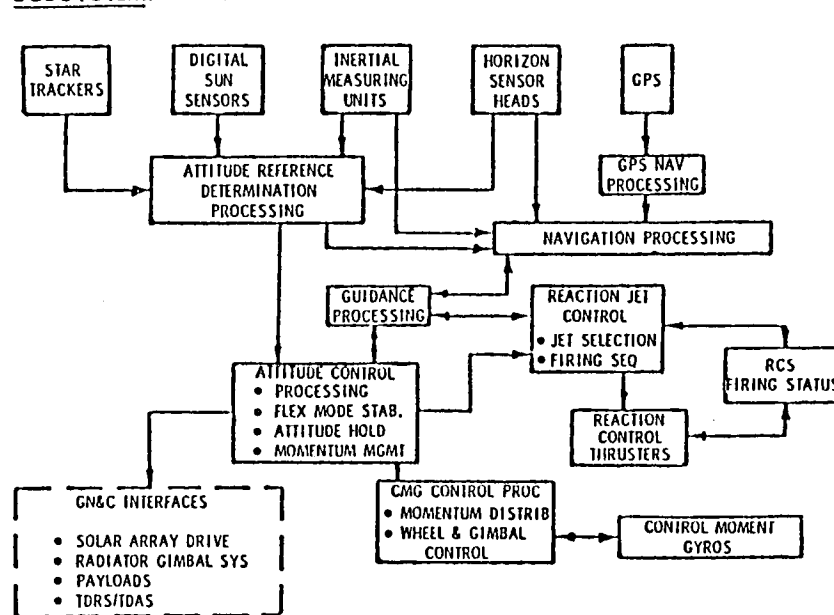 STAR
TRACKERS
DIGITAL
SUN
SENSORS
INERTIAL
MEASURING
UNITS
HORIZON
SENSOR
HEADS
GPS
ATTITUDE REFERENCE
DETERMINATION
PROCESSING
GPS NAV
PROCESSING
NAVIGATION PROCESSING
GUIDANCE
PROCESSING
REACTION JET
CONTROL
• JET SELECTION
• FIRING SEQ
RCS
FIRING STATUS
ATTITUDE CONTROL
• PROCESSING
• FLEX MODE STAB.
• ATTITUDE HOLD
• MOMENTUM MGMT
REACTION
CONTROL
THRUSTERS
GN&C INTERFACES
• SOLAR ARRAY DRIVE
• RADIATOR GIMBAL SYS
• PAYLOADS
• TDRS/TDAS
CMG CONTROL PROC
• MOMENTUM DISTRIB
• WHEEL & GIMBAL
CONTROL
CONTROL MOMENT
GYROS